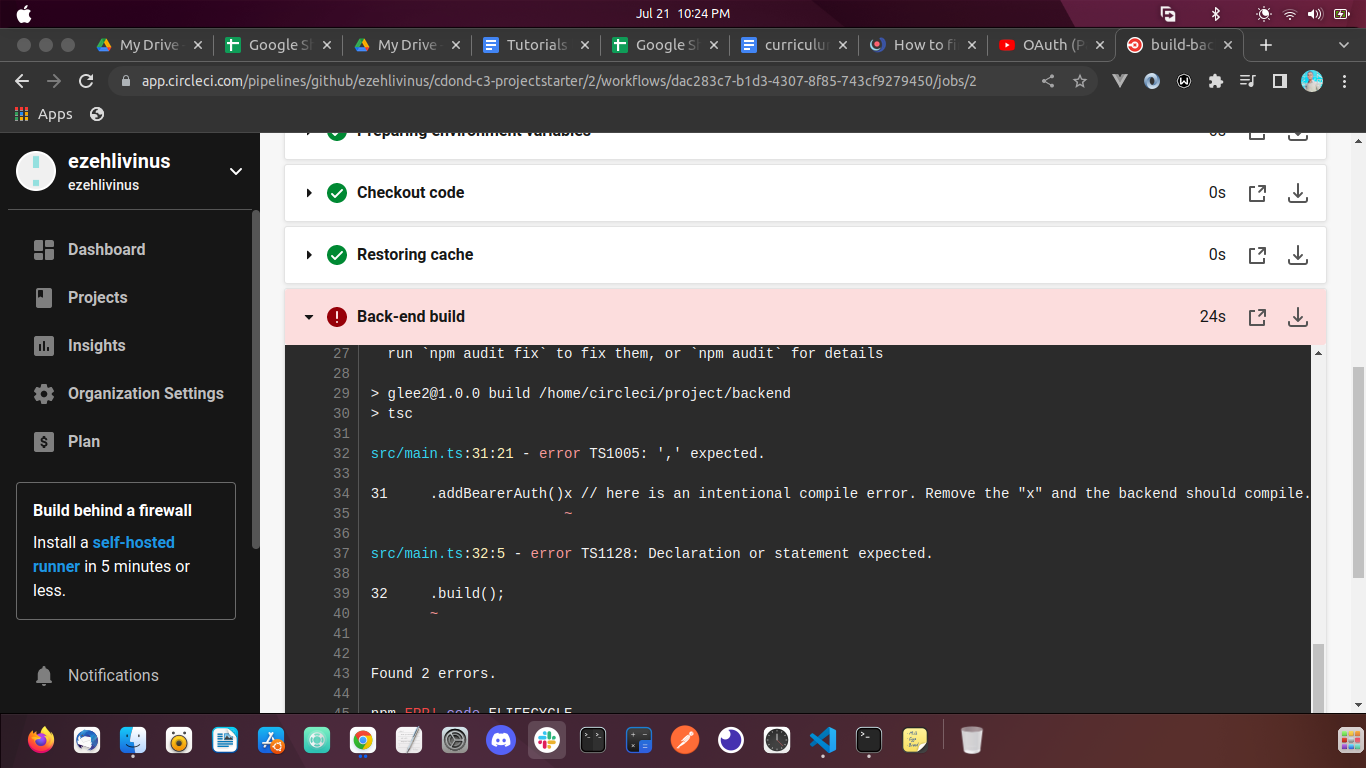 Jul 21 10:24 PM
My Drive
Google Sh
My Drive
Tutorials
Google Sh
curriculu
How to fi
OAuth (P
build-bac
app.circleci.com/pipelines/github/ezehlivinus/cdond-c3-projectstarter/2/workflows/dac283c7-b1d3-4307-8f85-743cf9279450/jobs/2
Apps
ezehlivinus
ezehlivinus
Dashboard
Projects
Insights
Organization Settings
Plan
Build behind a firewall
Install a self-hosted
runner in 5 minutes or
less.
Notifications
Preparing environment variables 0s
Checkout code 0s
Restoring cache 0s
Back-end build 24s
27 run `npm audit fix` to fix them, or `npm audit` for details
28
29 > glee2@1.0.0 build /home/circleci/project/backend
30 > tsc
31
32 src/main.ts:31:21 - error TS1005: ',' expected.
33
34 31 .addBearerAuth()x // here is an intentional compile error. Remove the "x" and the backend should compile.
35 ~
36
37 src/main.ts:32:5 - error TS1128: Declaration or statement expected.
38
39 32 .build();
40 ~
41
42
43 Found 2 errors.
44
45 npm ERR! code ELIFECYCLE